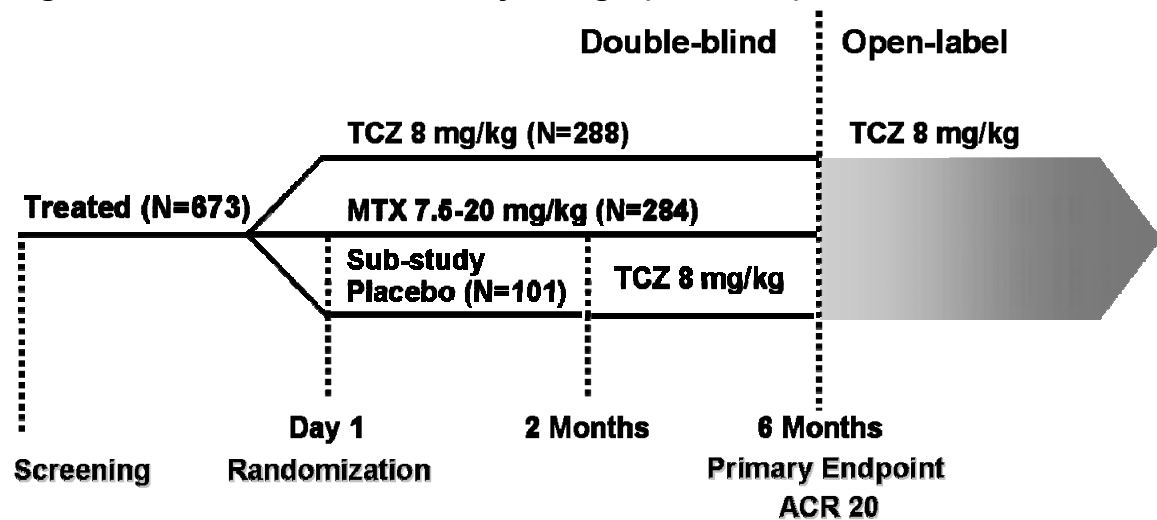 Double-blind
Open-label
TCZ 8 mg/kg (N=288)
TCZ 8 mg/kg
Treated (N=673)
MTX 7.5-20 mg/kg (N=284)
Sub-study
Placebo (N=101)
TCZ 8 mg/kg
Day 1
2 Months
6 Months
Screening
Randomization
Primary Endpoint
ACR 20